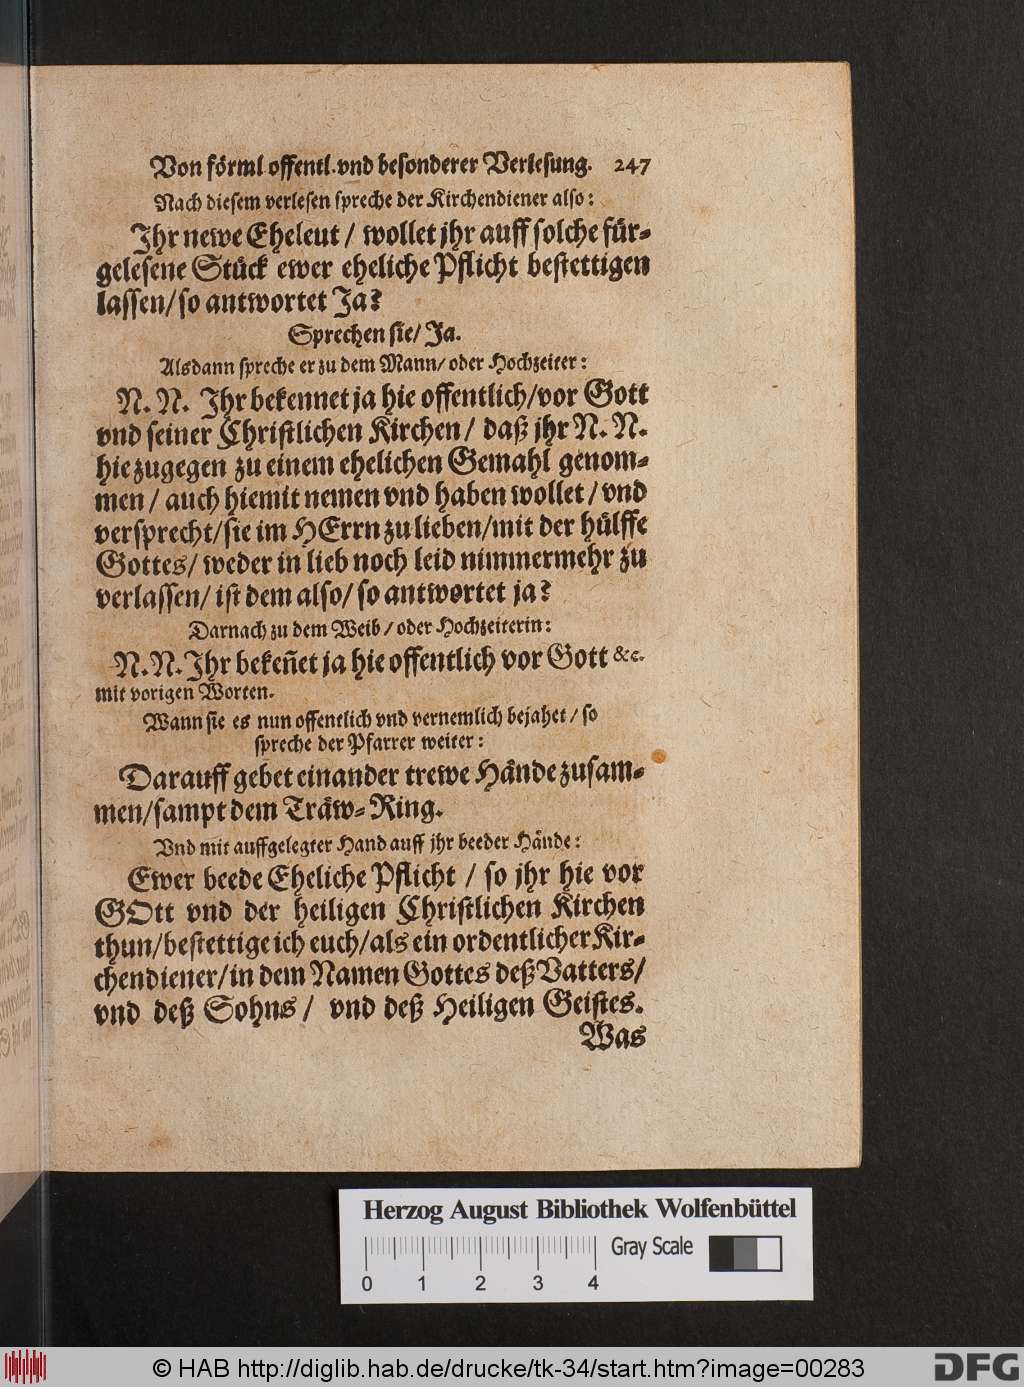 Von förml offentl. vnd besonderer Verlesung. 247
Nach diesem verlesen spreche der Kirchendiener also:
Ihr newe Eheleut / wollet jhr auff solche für-
gelesene Stück ewer eheliche Pflicht bestettigen
lassen/ so antwortet Ja?
Sprechen sie/ Ja.
Alsdann spreche er zu dem Mann/ oder Hochzeiter:
N. N. Ihr bekennet ja hie offentlich/ vor Gott
vnd seiner Christlichen Kirchen/ daß jhr N. N.
hie zugegen zu einem ehelichen Gemahl genom-
men / auch hiemit nemen vnd haben wollet / vnd
versprecht/ sie im HErrn zu lieben/ mit der hülffe
Gottes/ weder in lieb noch leid nimmermehr zu
verlassen/ ist dem also/ so antwortet ja?
Darnach zu dem Weib / oder Hochzeiterin:
N. N. Ihr bekeñet ja hie offentlich vor Gott &c.
mit vorigen Worten.
Wann sie es nun offentlich vnd vernemlich bejahet / so
spreche der Pfarrer weiter:
Darauff gebet einander trewe Hände zusam-
men/ sampt dem Träw-Ring.
Vnd mit auffgelegter Hand auff jhr beeder Hände:
Ewer beede Eheliche Pflicht / so jhr hie vor
GOtt vnd der heiligen Christlichen Kirchen
thun/ bestettige ich euch/ als ein ordentlicher Kir-
chendiener/ in dem Namen Gottes deß Vatters/
vnd deß Sohns / vnd deß Heiligen Geistes.
Was
Herzog August Bibliothek Wolfenbüttel
Gray Scale
0 1 2 3 4
© HAB http://diglib.hab.de/drucke/tk-34/start.htm?image=00283
DFG